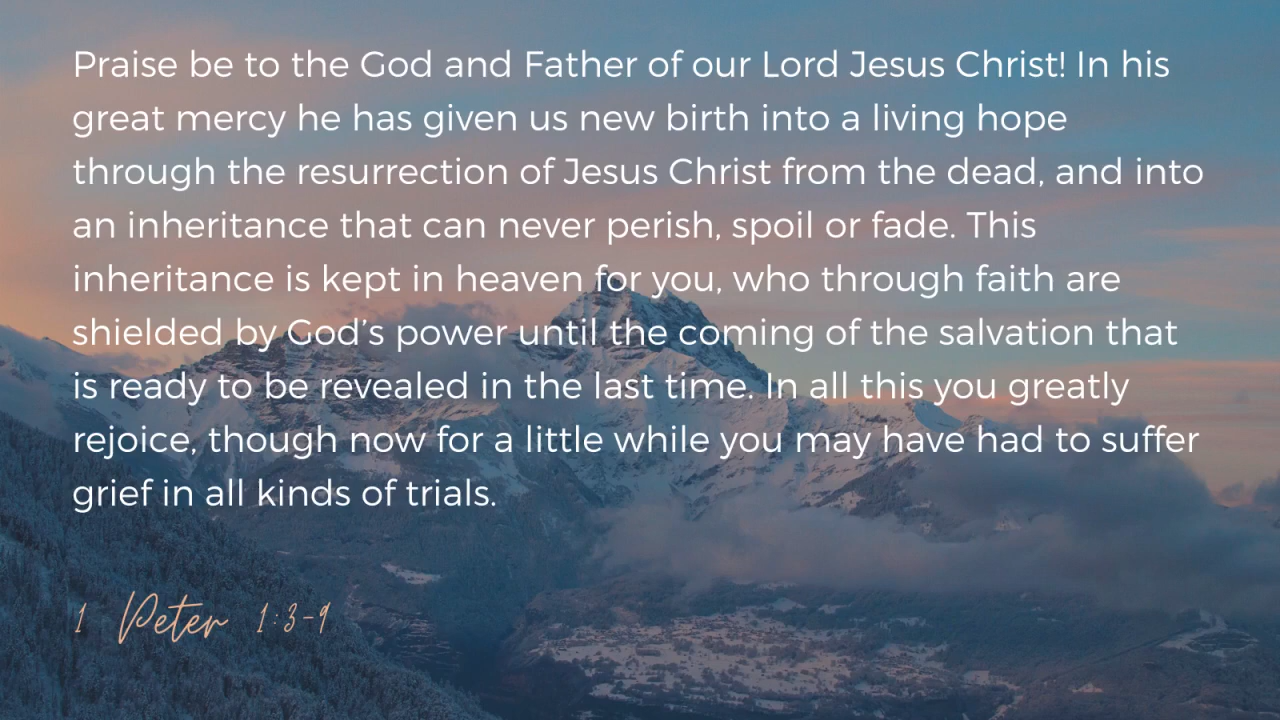 Praise be to the God and Father of our Lord Jesus Christ! In his
great mercy he has given us new birth into a living hope
through the resurrection of Jesus Christ from the dead, and into
an inheritance that can never perish, spoil or fade. This
inheritance is kept in heaven for you, who through faith are
shielded by God’s power until the coming of the salvation that
is ready to be revealed in the last time. In all this you greatly
rejoice, though now for a little while you may have had to suffer
grief in all kinds of trials.
1 Peter 1:3-9